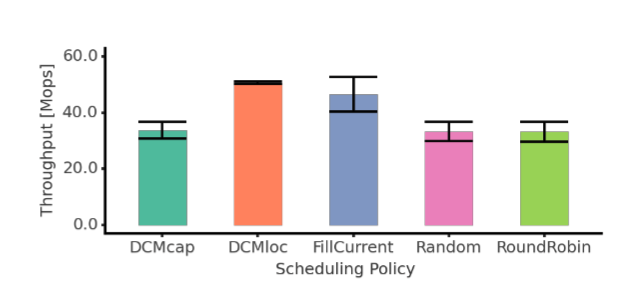 Throughput [Mops]
60.0
40.0
20.0
0.0
DCMcap DCMloc FillCurrent Random RoundRobin
Scheduling Policy